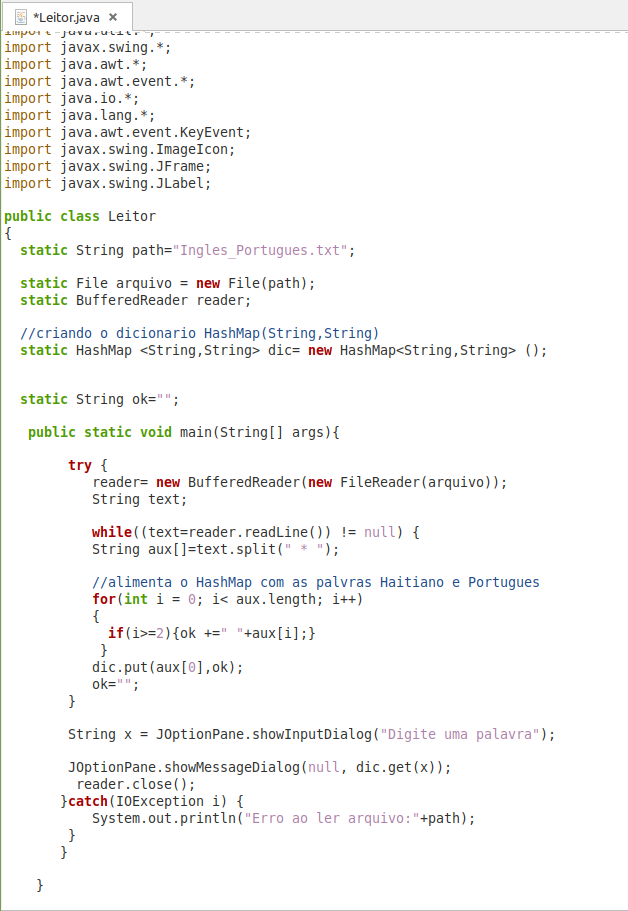 *Leitor.java ×
import java.util.*;
import javax.swing.*;
import java.awt.*;
import java.awt.event.*;
import java.io.*;
import java.lang.*;
import java.awt.event.KeyEvent;
import javax.swing.ImageIcon;
import javax.swing.JFrame;
import javax.swing.JLabel;
public class Leitor
{
static String path="Ingles_Portugues.txt";
static File arquivo = new File(path);
static BufferedReader reader;
//criando o dicionario HashMap(String,String)
static HashMap <String,String> dic= new HashMap<String,String> ();
static String ok="";
public static void main(String[] args){
try {
reader= new BufferedReader(new FileReader(arquivo));
String text;
while((text=reader.readLine()) != null) {
String aux[]=text.split(" * ");
//alimenta o HashMap com as palvras Haitiano e Portugues
for(int i = 0; i< aux.length; i++)
{
if(i>=2){ok +=" "+aux[i];}
}
dic.put(aux[0],ok);
ok="";
}
String x = JOptionPane.showInputDialog("Digite uma palavra");
JOptionPane.showMessageDialog(null, dic.get(x));
reader.close();
}catch(IOException i) {
System.out.println("Erro ao ler arquivo:"+path);
}
}
}